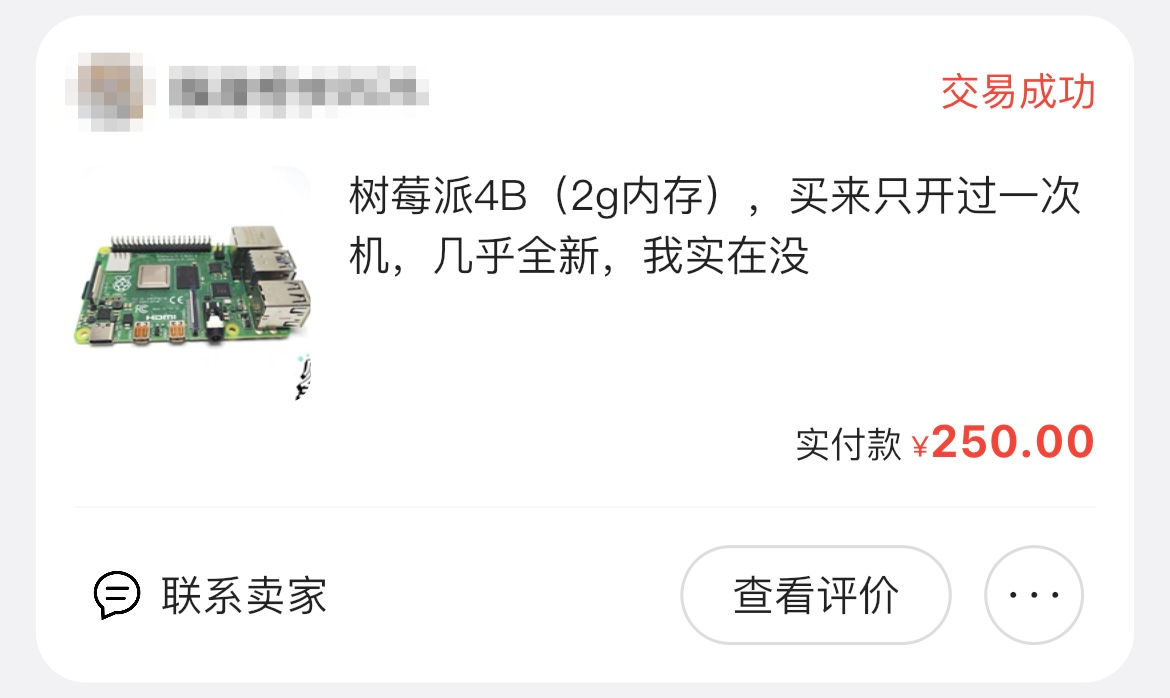 交易成功
树莓派4B（2g内存），买来只开过一次
机，几乎全新，我实在没
HDMI
实付款 ¥250.00
联系卖家
查看评价